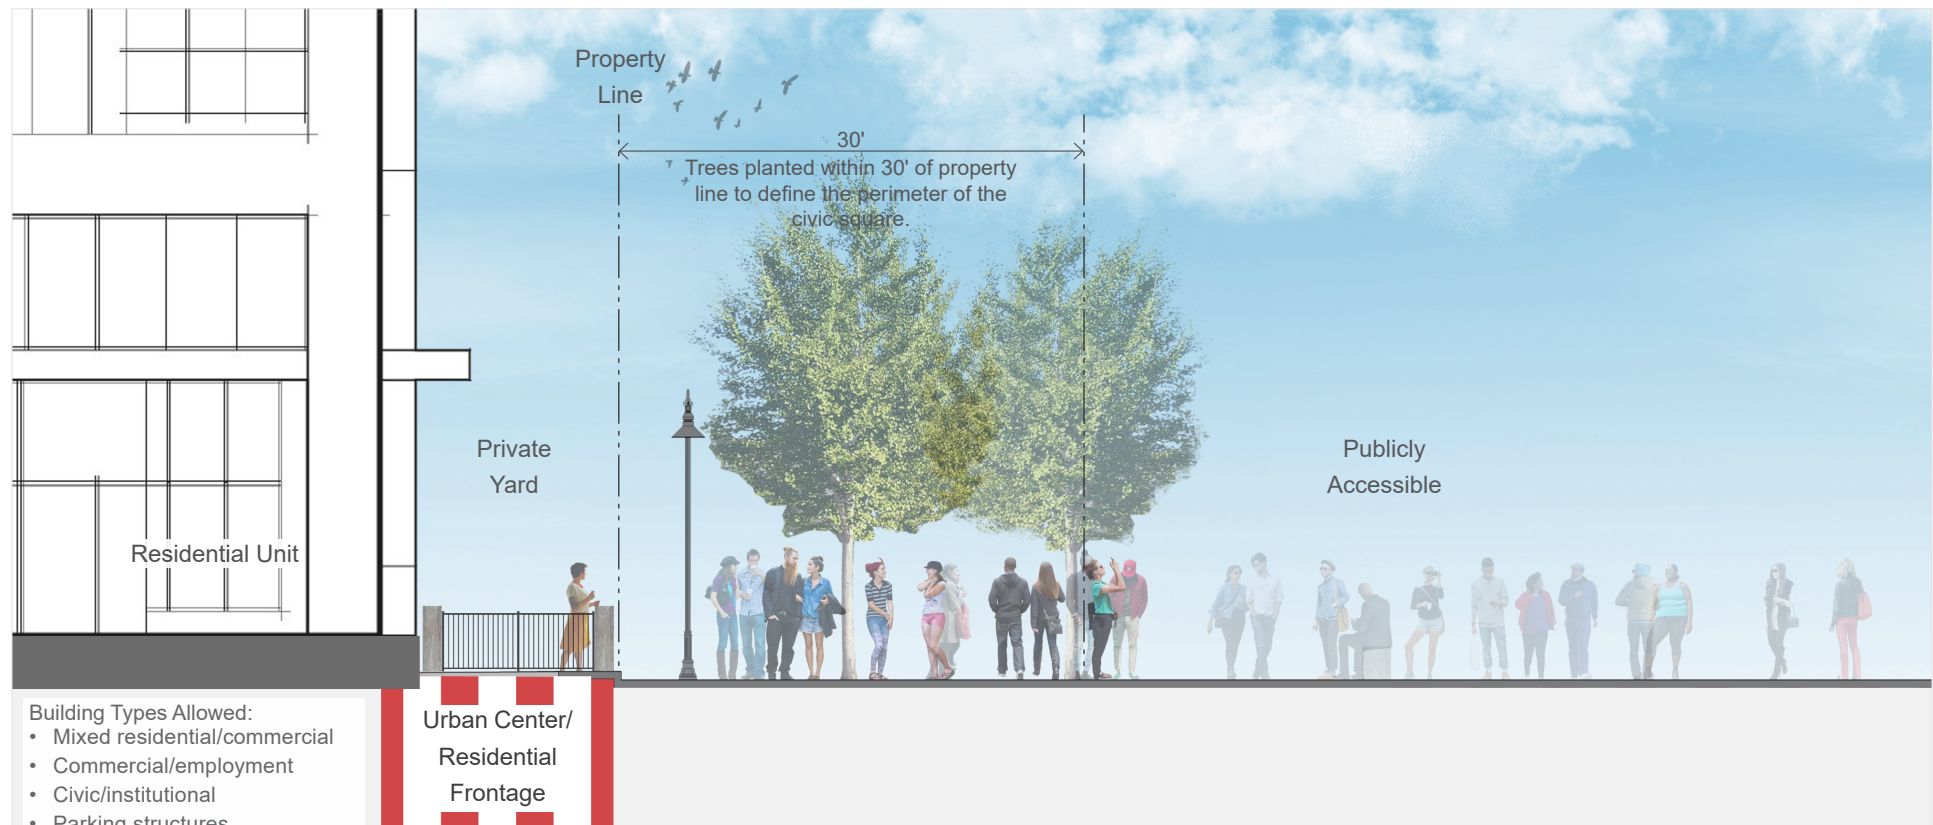 Property
Line
30'
Trees planted within 30' of property
line to define the perimeter of the
civic square.
Private
Yard
Publicly
Accessible
Residential Unit
Building Types Allowed:
• Mixed residential/commercial
• Commercial/employment
• Civic/institutional
• Parking structures
Urban Center/
Residential
Frontage